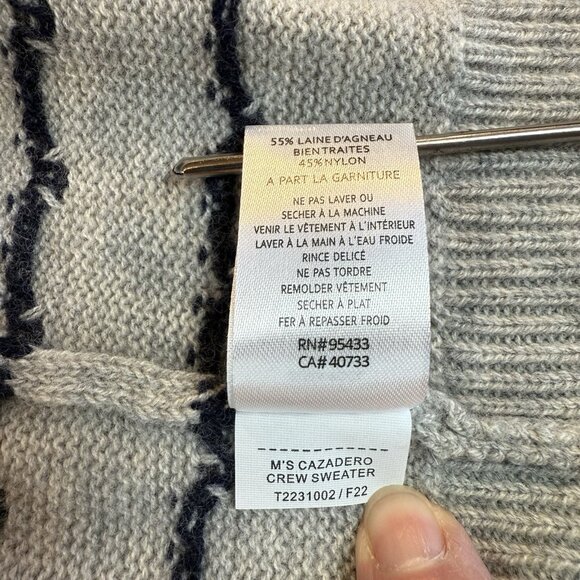 55% LAINE D'AGNEAU
BIEN TRAITES
45% NYLON
A PART LA GARNITURE
NE PAS LAVER OU
SECHER À LA MACHINE
VENIR LE VÊTEMENT À L'INTÉRIEUR
LAVER À LA MAIN À L'EAU FROIDE
RINCE DELICÉ
NE PAS TORDRE
REMOLDER VÊTEMENT
SECHER À PLAT
FER À REPASSER FROID
RN#95433
CA#40733
M'S CAZADERO
CREW SWEATER
T2231002 / F22